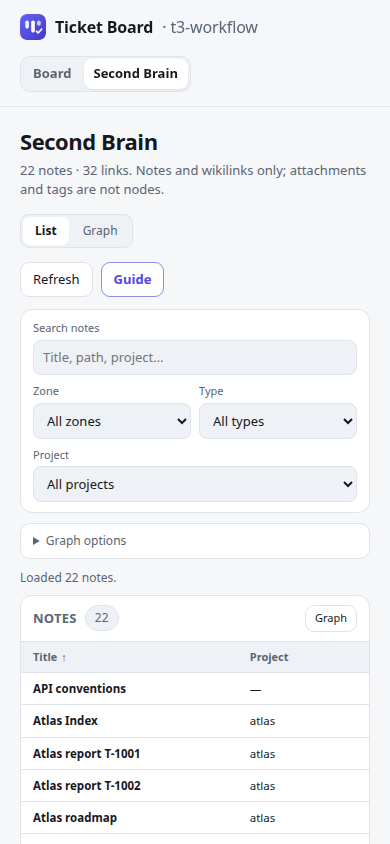 Ticket Board · t3-workflow
Board Second Brain
Second Brain
22 notes · 32 links. Notes and wikilinks only; attachments
and tags are not nodes.
List Graph
Refresh Guide
Search notes
Title, path, project…
Zone Type
All zones All types
Project
All projects
▶ Graph options
Loaded 22 notes.
NOTES 22 Graph
Title ↑ Project
API conventions —
Atlas Index atlas
Atlas report T-1001 atlas
Atlas report T-1002 atlas
Atlas roadmap atlas